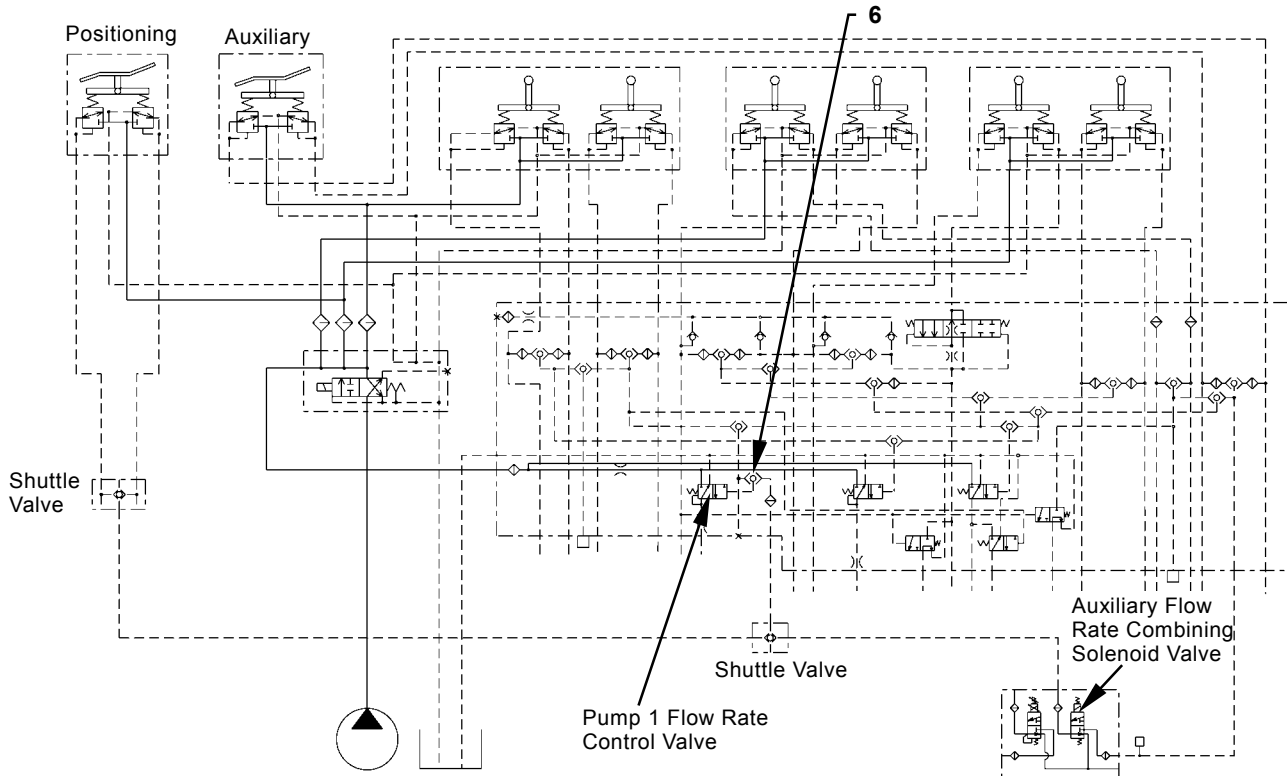 6
Positioning
Auxiliary
Shuttle
Valve
Auxiliary Flow
Rate Combining
Solenoid Valve
Shuttle Valve
Pump 1 Flow Rate
Control Valve